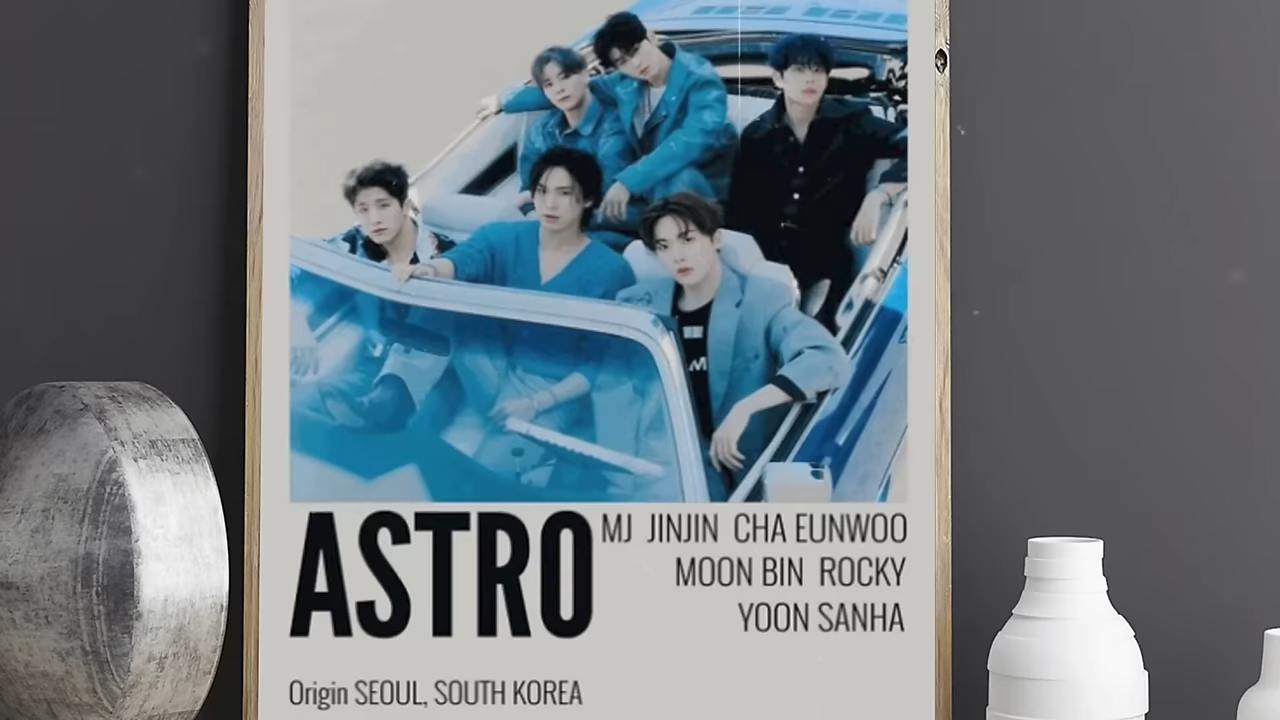 ASTRO
MJ JINJIN CHA EUNWOO
MOON BIN ROCKY
YOON SANHA
Origin SEOUL, SOUTH KOREA